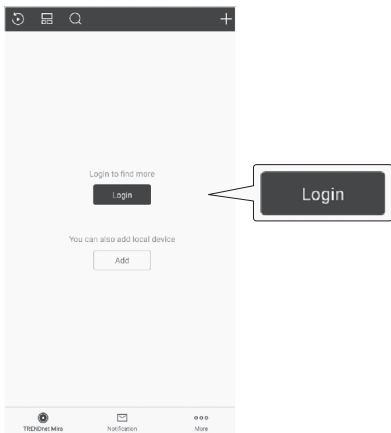 Login to find more
Login
Login
You can also add local device
Add
TRENDnet Mira
Notification
More